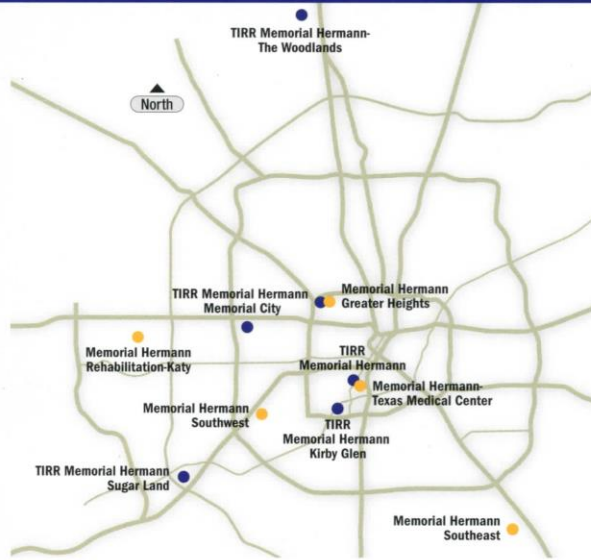 TIRR Memorial Hermann-
The Woodlands
North
TIRR Memorial Hermann
Memorial City
Memorial Hermann
Greater Heights
Memorial Hermann
Rehabilitation-Katy
TIRR
Memorial Hermann
Memorial Hermann-
Texas Medical Center
Memorial Hermann
Southwest
TIRR
Memorial Hermann
Kirby Glen
TIRR Memorial Hermann
Sugar Land
Memorial Hermann
Southeast